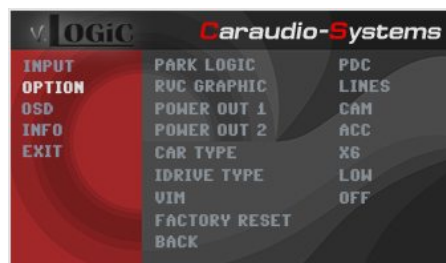 v.LOGiC Caraudio-Systems
INPUT PARK LOGIC PDC
OPTION RVC GRAPHIC LINES
OSD POWER OUT 1 CAM
INFO POWER OUT 2 ACC
EXIT CAR TYPE X6
IDRIVE TYPE LOW
VIM OFF
FACTORY RESET
BACK